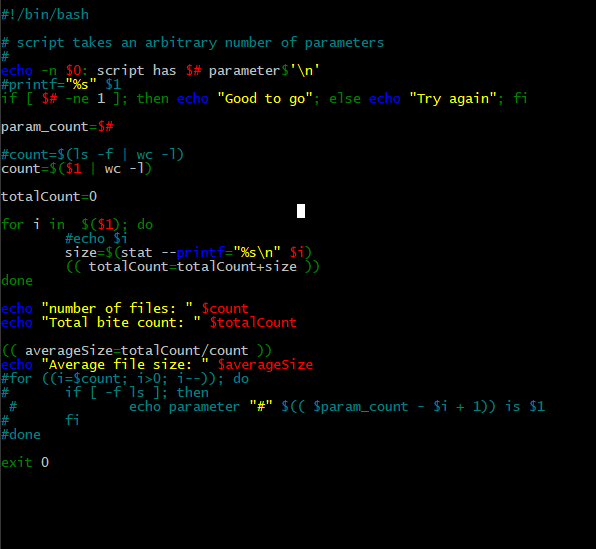 #!/bin/bash
# script takes an arbitrary number of parameters
#
echo -n $0: script has $# parameter$'\n'
#printf="%s" $1
if [ $# -ne 1 ]; then echo "Good to go"; else echo "Try again"; fi
param_count=$#
#count=$(ls -f | wc -l)
count=$($1 | wc -l)
totalCount=0
for i in  $($1); do
        #echo $i
        size=$(stat --printf="%s\n" $i)
        (( totalCount=totalCount+size ))
done
echo "number of files: " $count
echo "Total bite count: " $totalCount
(( averageSize=totalCount/count ))
echo "Average file size: " $averageSize
#for ((i=$count; i>0; i--)); do
#       if [ -f ls ]; then
 #              echo parameter "#" $(( $param_count - $i + 1)) is $1
#       fi
#done
exit 0